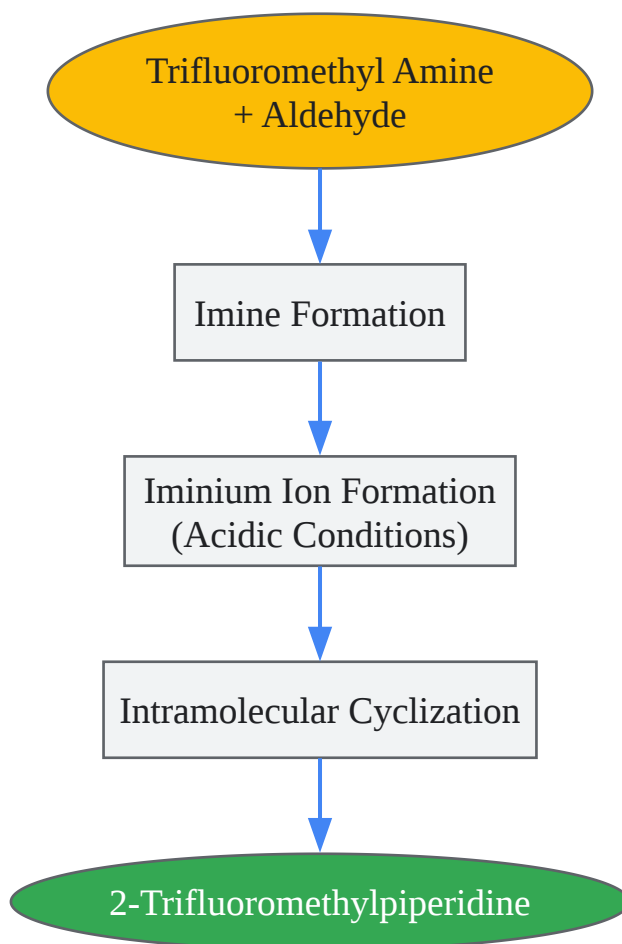 Trifluoromethyl Amine
+ Aldehyde
Imine Formation
Iminium Ion Formation
(Acidic Conditions)
Intramolecular Cyclization
2-Trifluoromethylpiperidine